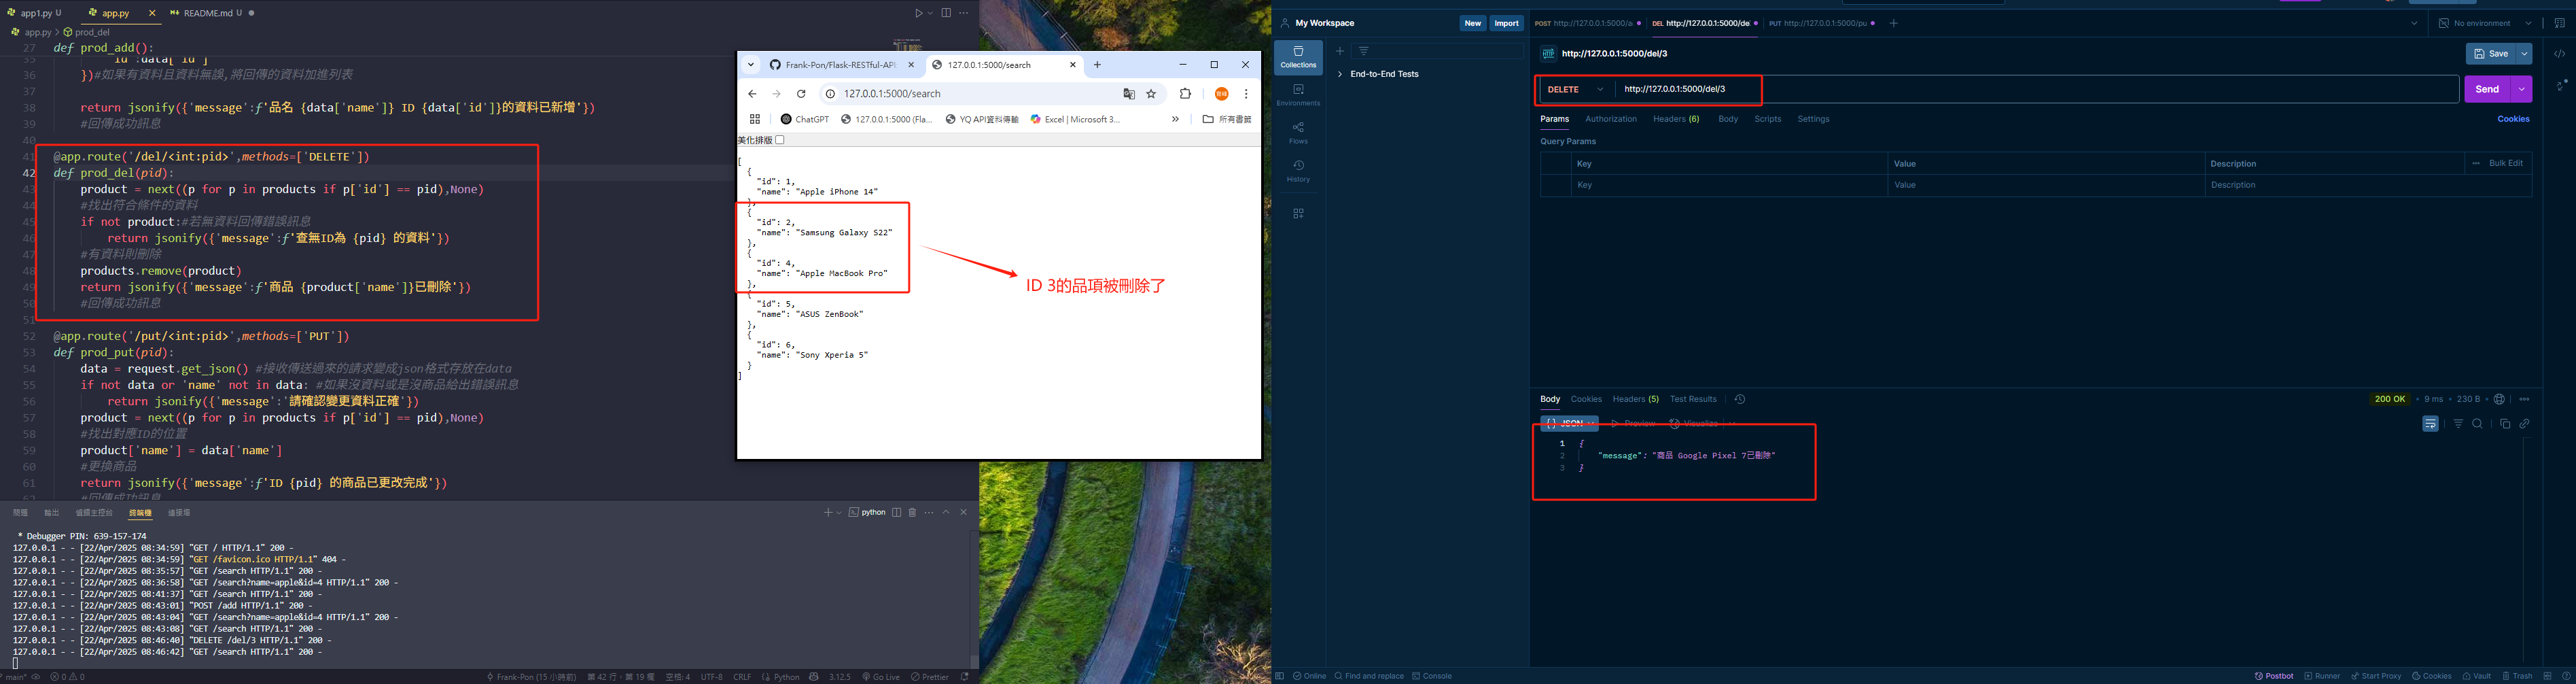 app1.py U
app.py
README.md U
app.py > prod_del
27 def prod_add():
35 'id':data['id']
36 })#如果有資料且資料無誤,將回傳的資料加進列表
37
38 return jsonify({'message':f'品名 {data['name']} ID {data['id']}的資料已新增'})
39 #回傳成功訊息
40
41 @app.route('/del/<int:pid>',methods=['DELETE'])
42 def prod_del(pid):
43 product = next((p for p in products if p['id'] == pid),None)
44 #找出符合條件的資料
45 if not product:#若無資料回傳錯誤訊息
46 return jsonify({'message':f'查無ID為 {pid} 的資料'})
47 #有資料則刪除
48 products.remove(product)
49 return jsonify({'message':f'商品 {product['name']}已刪除'})
50 #回傳成功訊息
51
52 @app.route('/put/<int:pid>',methods=['PUT'])
53 def prod_put(pid):
54 data = request.get_json() #接收傳送過來的請求變成json格式存放在data
55 if not data or 'name' not in data: #如果沒資料或是沒商品給出錯誤訊息
56 return jsonify({'message':'請確認變更資料正確'})
57 product = next((p for p in products if p['id'] == pid),None)
58 #找出對應ID的位置
59 product['name'] = data['name']
60 #更換商品
61 return jsonify({'message':f'ID {pid} 的商品已更改完成'})
62 #回傳成功訊息
問題 輸出 偵錯主控台 終端機 連接埠
python
* Debugger PIN: 639-157-174
127.0.0.1 - - [22/Apr/2025 08:34:59] "GET / HTTP/1.1" 200 -
127.0.0.1 - - [22/Apr/2025 08:34:59] "GET /favicon.ico HTTP/1.1" 404 -
127.0.0.1 - - [22/Apr/2025 08:35:57] "GET /search HTTP/1.1" 200 -
127.0.0.1 - - [22/Apr/2025 08:36:58] "GET /search?name=apple&id=4 HTTP/1.1" 200 -
127.0.0.1 - - [22/Apr/2025 08:41:37] "GET /search HTTP/1.1" 200 -
127.0.0.1 - - [22/Apr/2025 08:43:01] "POST /add HTTP/1.1" 200 -
127.0.0.1 - - [22/Apr/2025 08:43:04] "GET /search?name=apple&id=4 HTTP/1.1" 200 -
127.0.0.1 - - [22/Apr/2025 08:43:08] "GET /search HTTP/1.1" 200 -
127.0.0.1 - - [22/Apr/2025 08:46:40] "DELETE /del/3 HTTP/1.1" 200 -
127.0.0.1 - - [22/Apr/2025 08:46:42] "GET /search HTTP/1.1" 200 -
main* 0 0 Frank-Pon (15 小時前) 第 42 行，第 19 欄 空格: 4 UTF-8 CRLF Python 3.12.5 Go Live Prettier
Frank-Pon/Flask-RESTful-API
127.0.0.1:5000/search
127.0.0.1:5000/search
ChatGPT 127.0.0.1:5000 (Fla... YQ API資料傳輸 Excel | Microsoft 3... » 所有書籤
美化排版
[
{
"id": 1,
"name": "Apple iPhone 14"
},
{
"id": 2,
"name": "Samsung Galaxy S22"
},
{
"id": 4,
"name": "Apple MacBook Pro"
},
{
"id": 5,
"name": "ASUS ZenBook"
},
{
"id": 6,
"name": "Sony Xperia 5"
}
]
ID 3的品項被刪除了
My Workspace New Import
POST http://127.0.0.1:5000/a
DEL http://127.0.0.1:5000/de
PUT http://127.0.0.1:5000/pu
No environment
Collections
Environments
Flows
History
End-to-End Tests
http://127.0.0.1:5000/del/3
Save
DELETE http://127.0.0.1:5000/del/3
Send
Params Authorization Headers (6) Body Scripts Settings
Cookies
Query Params
Key Value Description Bulk Edit
Key Value Description
Body Cookies Headers (5) Test Results
200 OK 9 ms 230 B
{} JSON Preview Visualize
1 {
2 "message": "商品 Google Pixel 7已刪除"
3 }
Online Find and replace Console
Postbot Runner Start Proxy Cookies Vault Trash